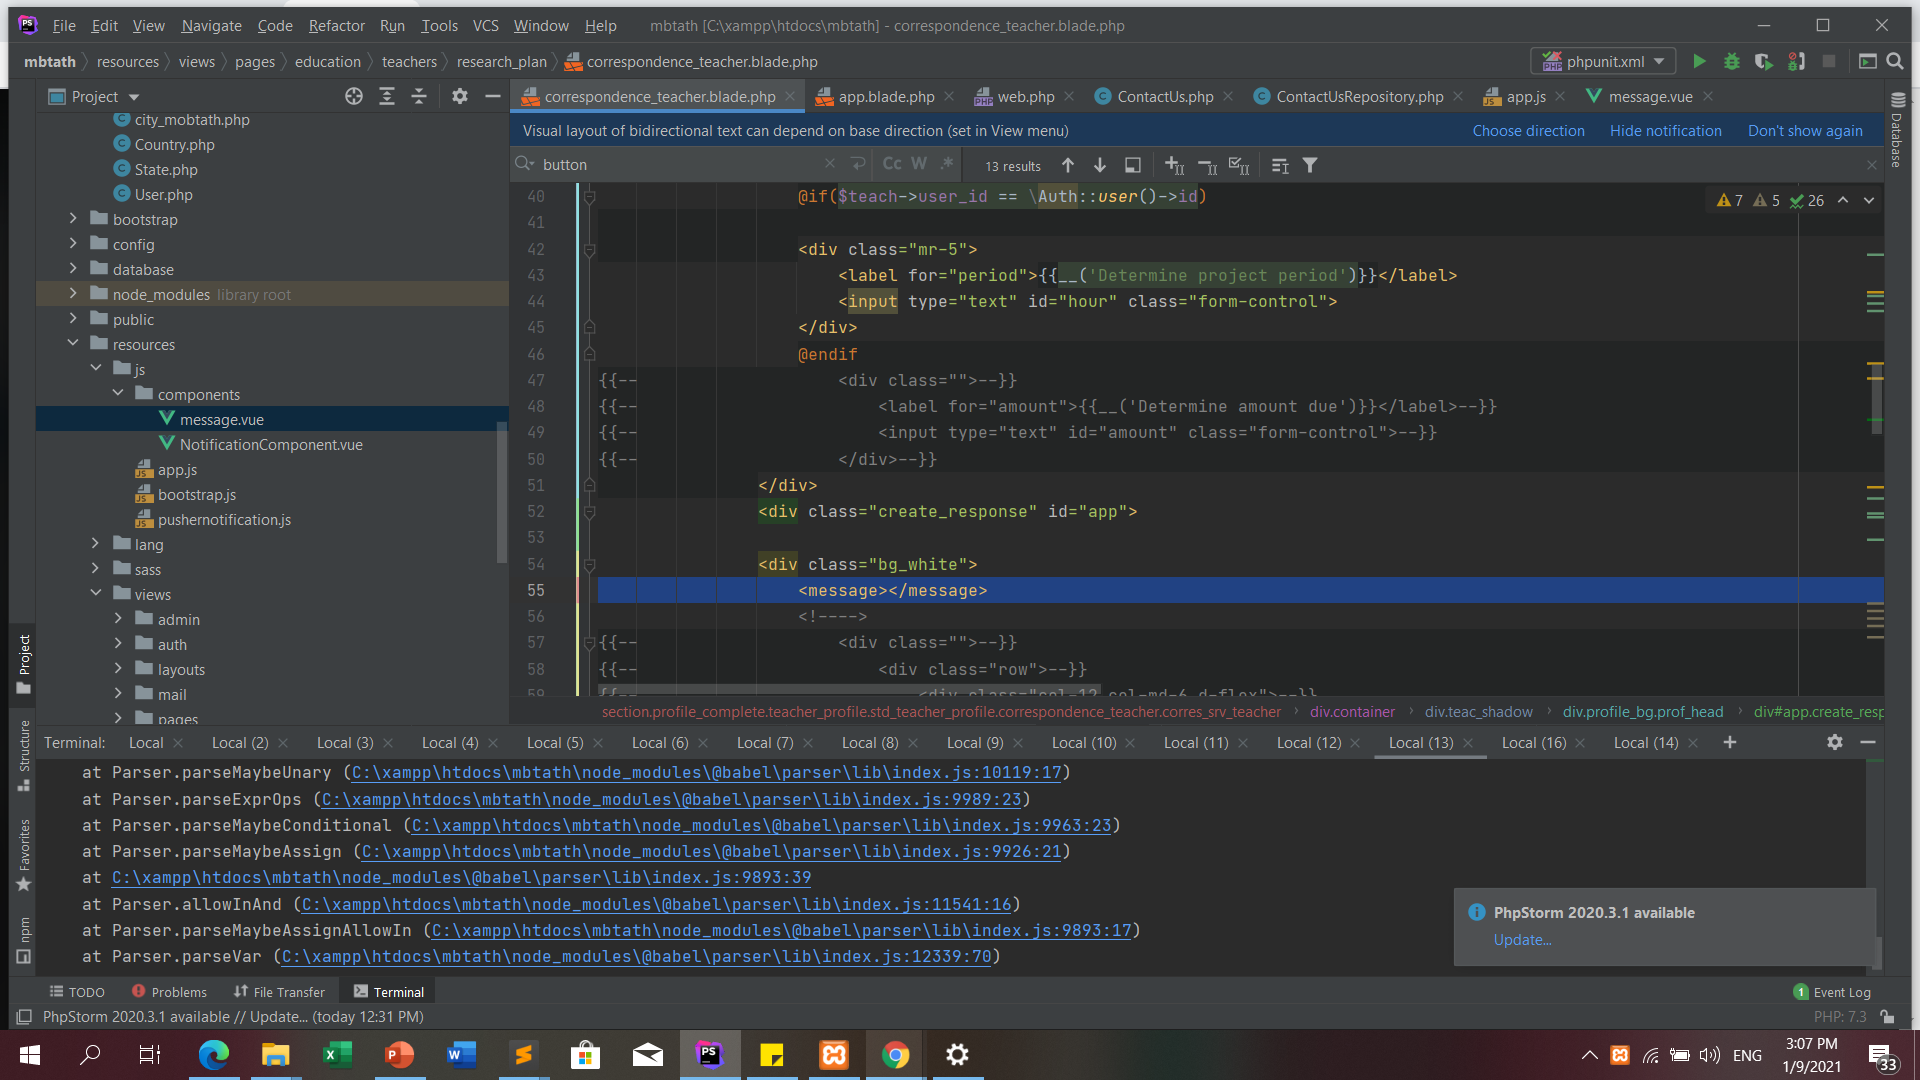 File Edit View Navigate Code Refactor Run Tools VCS Window Help mbtath [C:\xampp\htdocs\mbtath] - correspondence_teacher.blade.php
mbtath resources views pages education teachers research_plan correspondence_teacher.blade.php phpunit.xml
Project
correspondence_teacher.blade.php app.blade.php web.php ContactUs.php ContactUsRepository.php app.js message.vue
Visual layout of bidirectional text can depend on base direction (set in View menu) Choose direction Hide notification Don't show again
button Cc W .* 13 results
7 5 26
city_mobtath.php
Country.php
State.php
User.php
bootstrap
config
database
node_modules library root
public
resources
js
components
message.vue
NotificationComponent.vue
app.js
bootstrap.js
pushernotification.js
lang
sass
views
admin
auth
layouts
mail
pages
40 @if($teach->user_id == \Auth::user()->id)
41
42 <div class="mr-5">
43 <label for="period">{{__('Determine project period')}}</label>
44 <input type="text" id="hour" class="form-control">
45 </div>
46 @endif
47 {{-- <div class="">--}}
48 {{-- <label for="amount">{{__('Determine amount due')}}</label>--}}
49 {{-- <input type="text" id="amount" class="form-control">--}}
50 {{-- </div>--}}
51 </div>
52 <div class="create_response" id="app">
53
54 <div class="bg_white">
55 <message></message>
56 <!---->
57 {{-- <div class="">--}}
58 {{-- <div class="row">--}}
59 {{-- <div class="col-12 col-md-6 d-flex">--}}
section.profile_complete.teacher_profile.std_teacher_profile.correspondence_teacher.corres_srv_teacher div.container div.teac_shadow div.profile_bg.prof_head div#app.create_resp
Database
Project
Structure
Favorites
npm
Terminal: Local Local (2) Local (3) Local (4) Local (5) Local (6) Local (7) Local (8) Local (9) Local (10) Local (11) Local (12) Local (13) Local (16) Local (14)
at Parser.parseMaybeUnary (C:\xampp\htdocs\mbtath\node_modules\@babel\parser\lib\index.js:10119:17)
at Parser.parseExprOps (C:\xampp\htdocs\mbtath\node_modules\@babel\parser\lib\index.js:9989:23)
at Parser.parseMaybeConditional (C:\xampp\htdocs\mbtath\node_modules\@babel\parser\lib\index.js:9963:23)
at Parser.parseMaybeAssign (C:\xampp\htdocs\mbtath\node_modules\@babel\parser\lib\index.js:9926:21)
at C:\xampp\htdocs\mbtath\node_modules\@babel\parser\lib\index.js:9893:39
at Parser.allowInAnd (C:\xampp\htdocs\mbtath\node_modules\@babel\parser\lib\index.js:11541:16)
at Parser.parseMaybeAssignAllowIn (C:\xampp\htdocs\mbtath\node_modules\@babel\parser\lib\index.js:9893:17)
at Parser.parseVar (C:\xampp\htdocs\mbtath\node_modules\@babel\parser\lib\index.js:12339:70)
PhpStorm 2020.3.1 available
Update...
TODO Problems File Transfer Terminal 1 Event Log
PhpStorm 2020.3.1 available // Update... (today 12:31 PM) PHP: 7.3
ENG 3:07 PM
1/9/2021 33